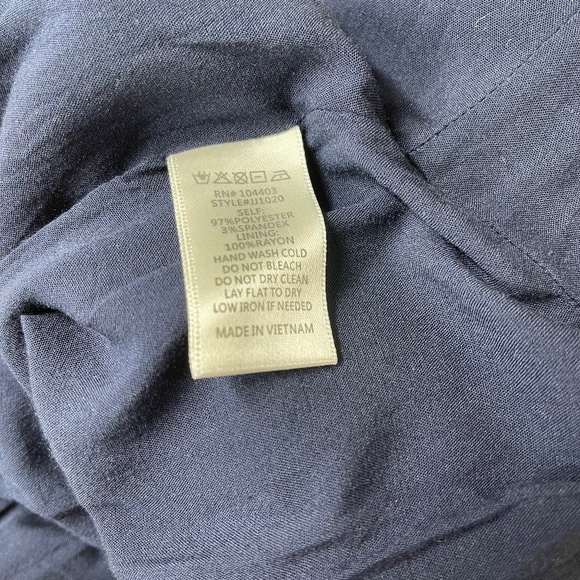 RN# 104403
STYLE#JJ1020
SELF:
97%POLYESTER
3%SPANDEX
LINING:
100%RAYON
HAND WASH COLD
DO NOT BLEACH
DO NOT DRY CLEAN
LAY FLAT TO DRY
LOW IRON IF NEEDED
MADE IN VIETNAM